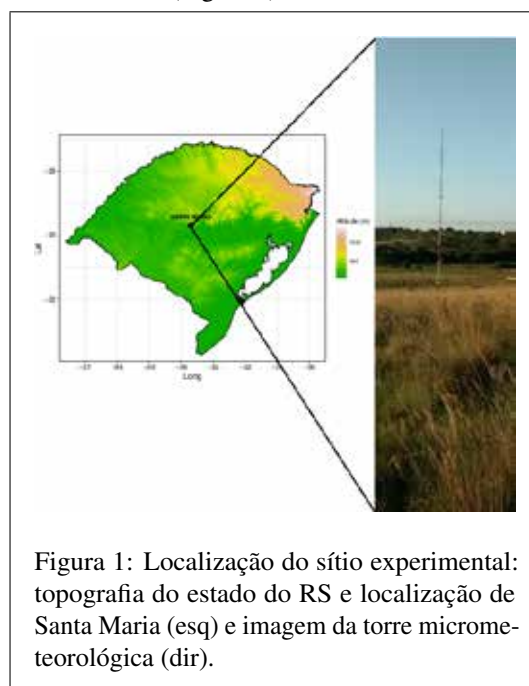 Lat
Long
Figura 1: Localização do sítio experimental:
topografia do estado do RS e localização de
Santa Maria (esq) e imagem da torre microme-
teorológica (dir).